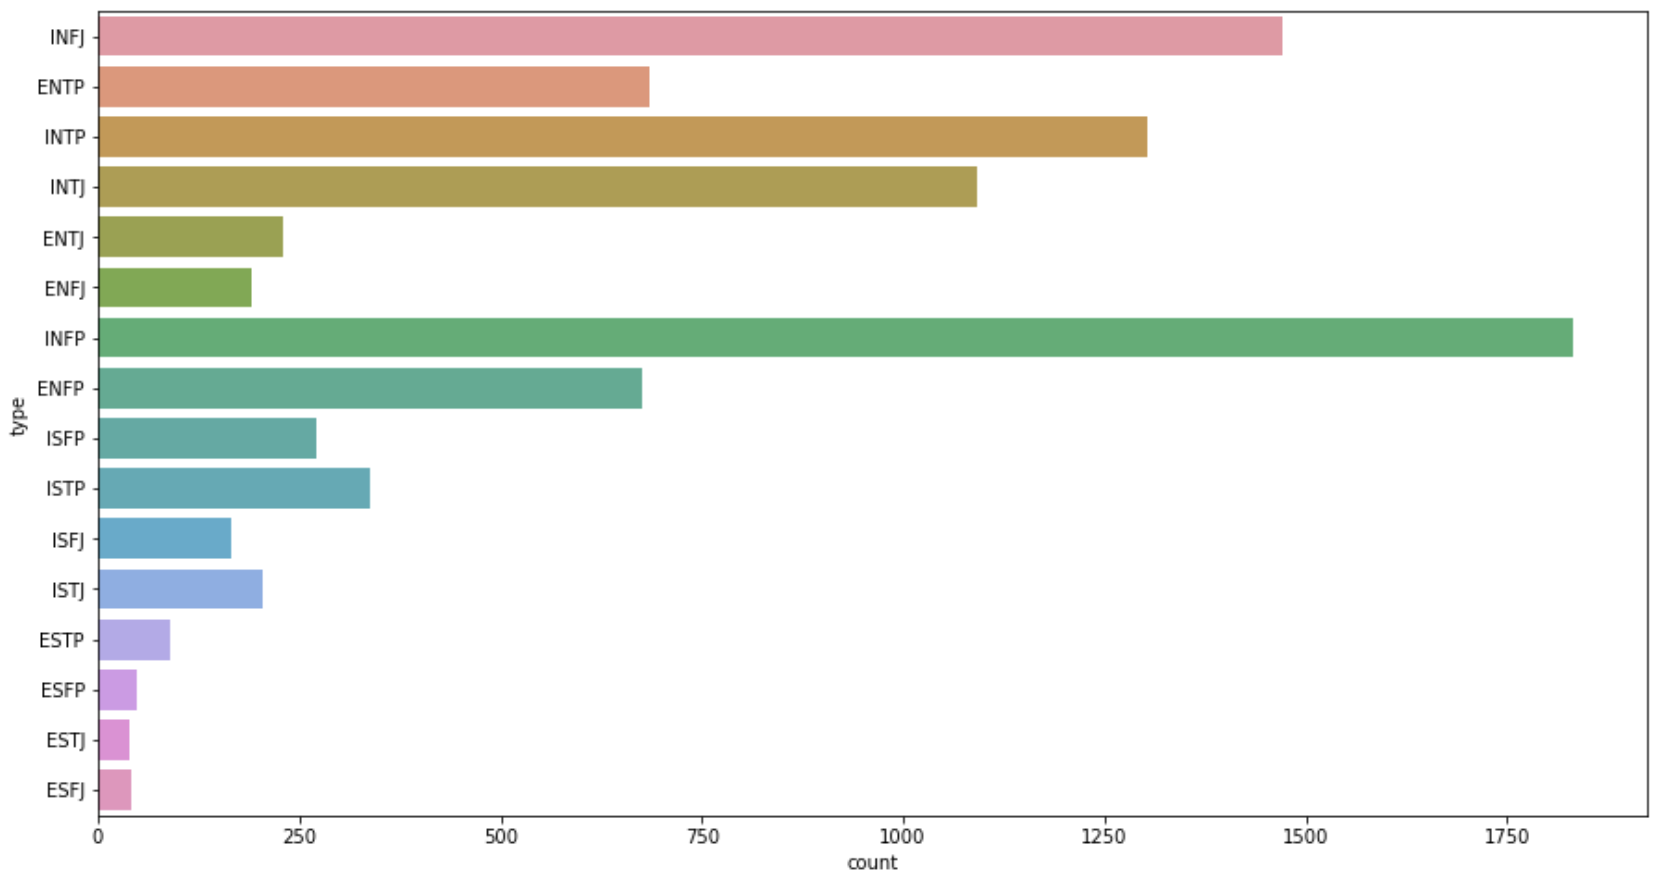 INFJ
ENTP
INTP
INTJ
ENTJ
ENFJ
INFP
ENFP
ISFP
ISTP
ISFJ
ISTJ
ESTP
ESFP
ESTJ
ESFJ
type
0 250 500 750 1000 1250 1500 1750
count